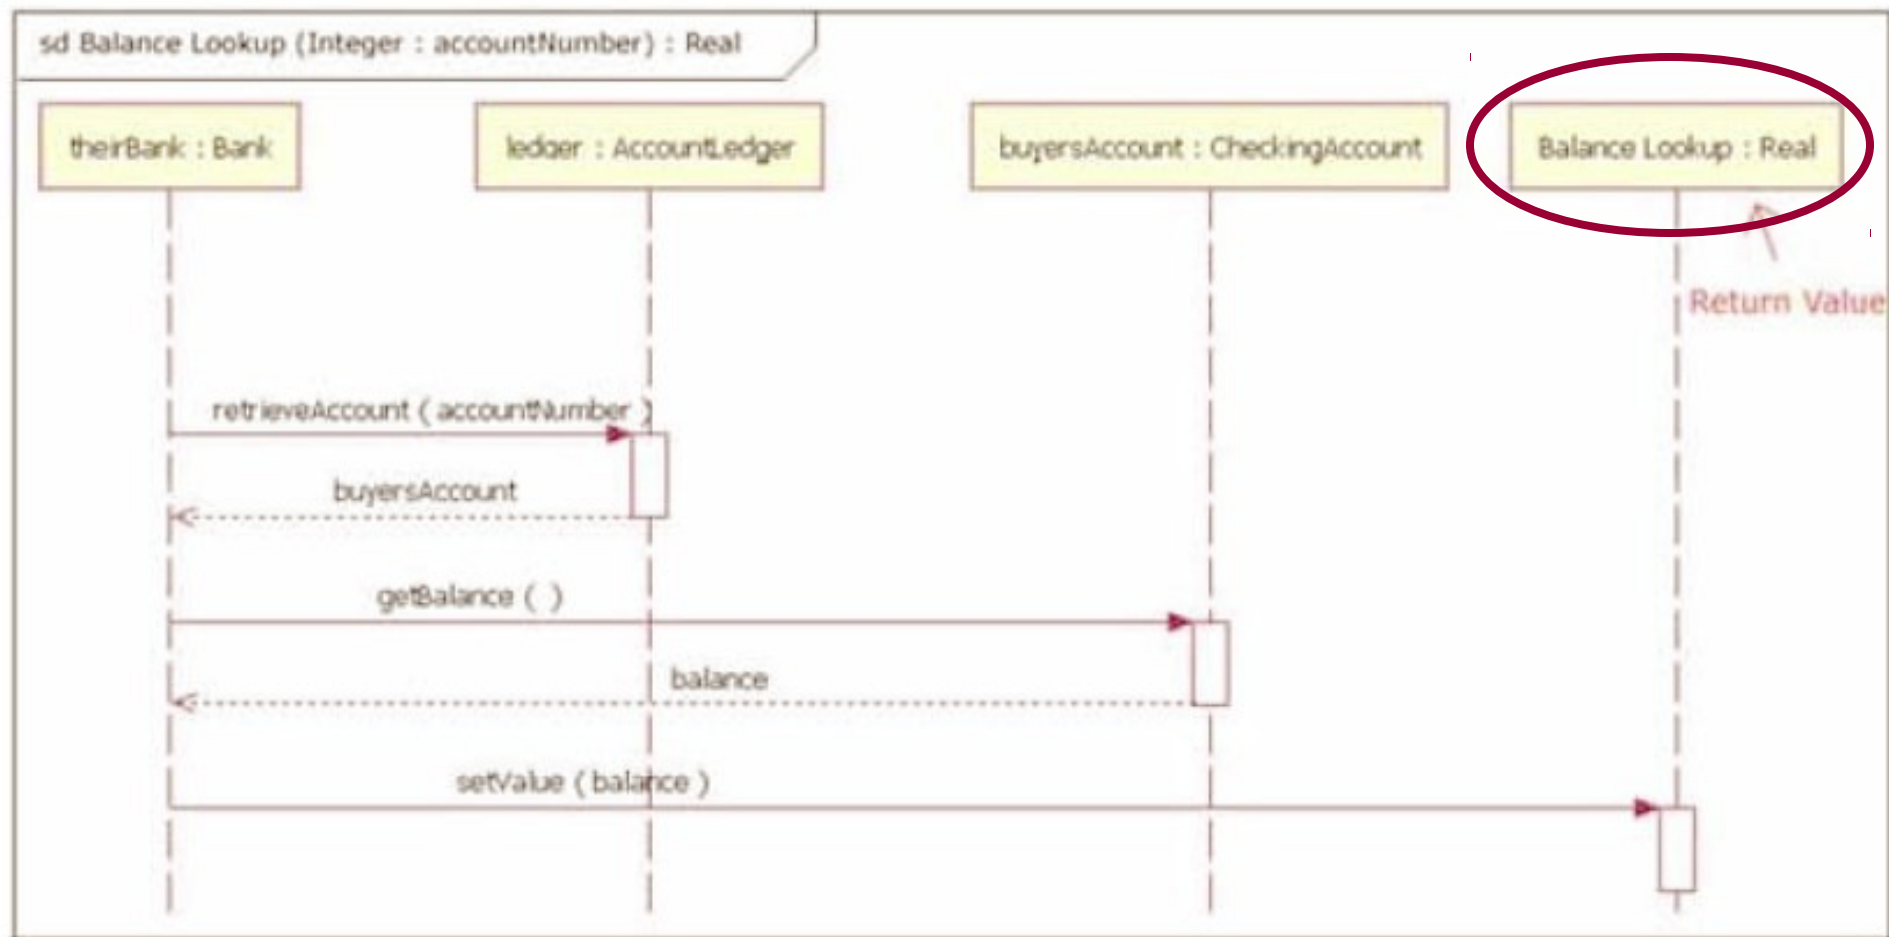 sd Balance Lookup (Integer : accountNumber) : Real
theirBank : Bank
ledger : AccountLedger
buyersAccount : CheckingAccount
Balance Lookup : Real
Return Value
retrieveAccount ( accountNumber )
buyersAccount
getBalance ( )
balance
setValue ( balance )